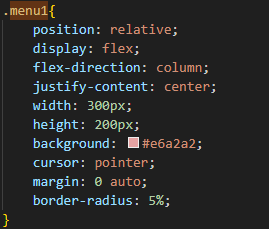 .menu1{
position: relative;
display: flex;
flex-direction: column;
justify-content: center;
width: 300px;
height: 200px;
background: #e6a2a2;
cursor: pointer;
margin: 0 auto;
border-radius: 5%;
}